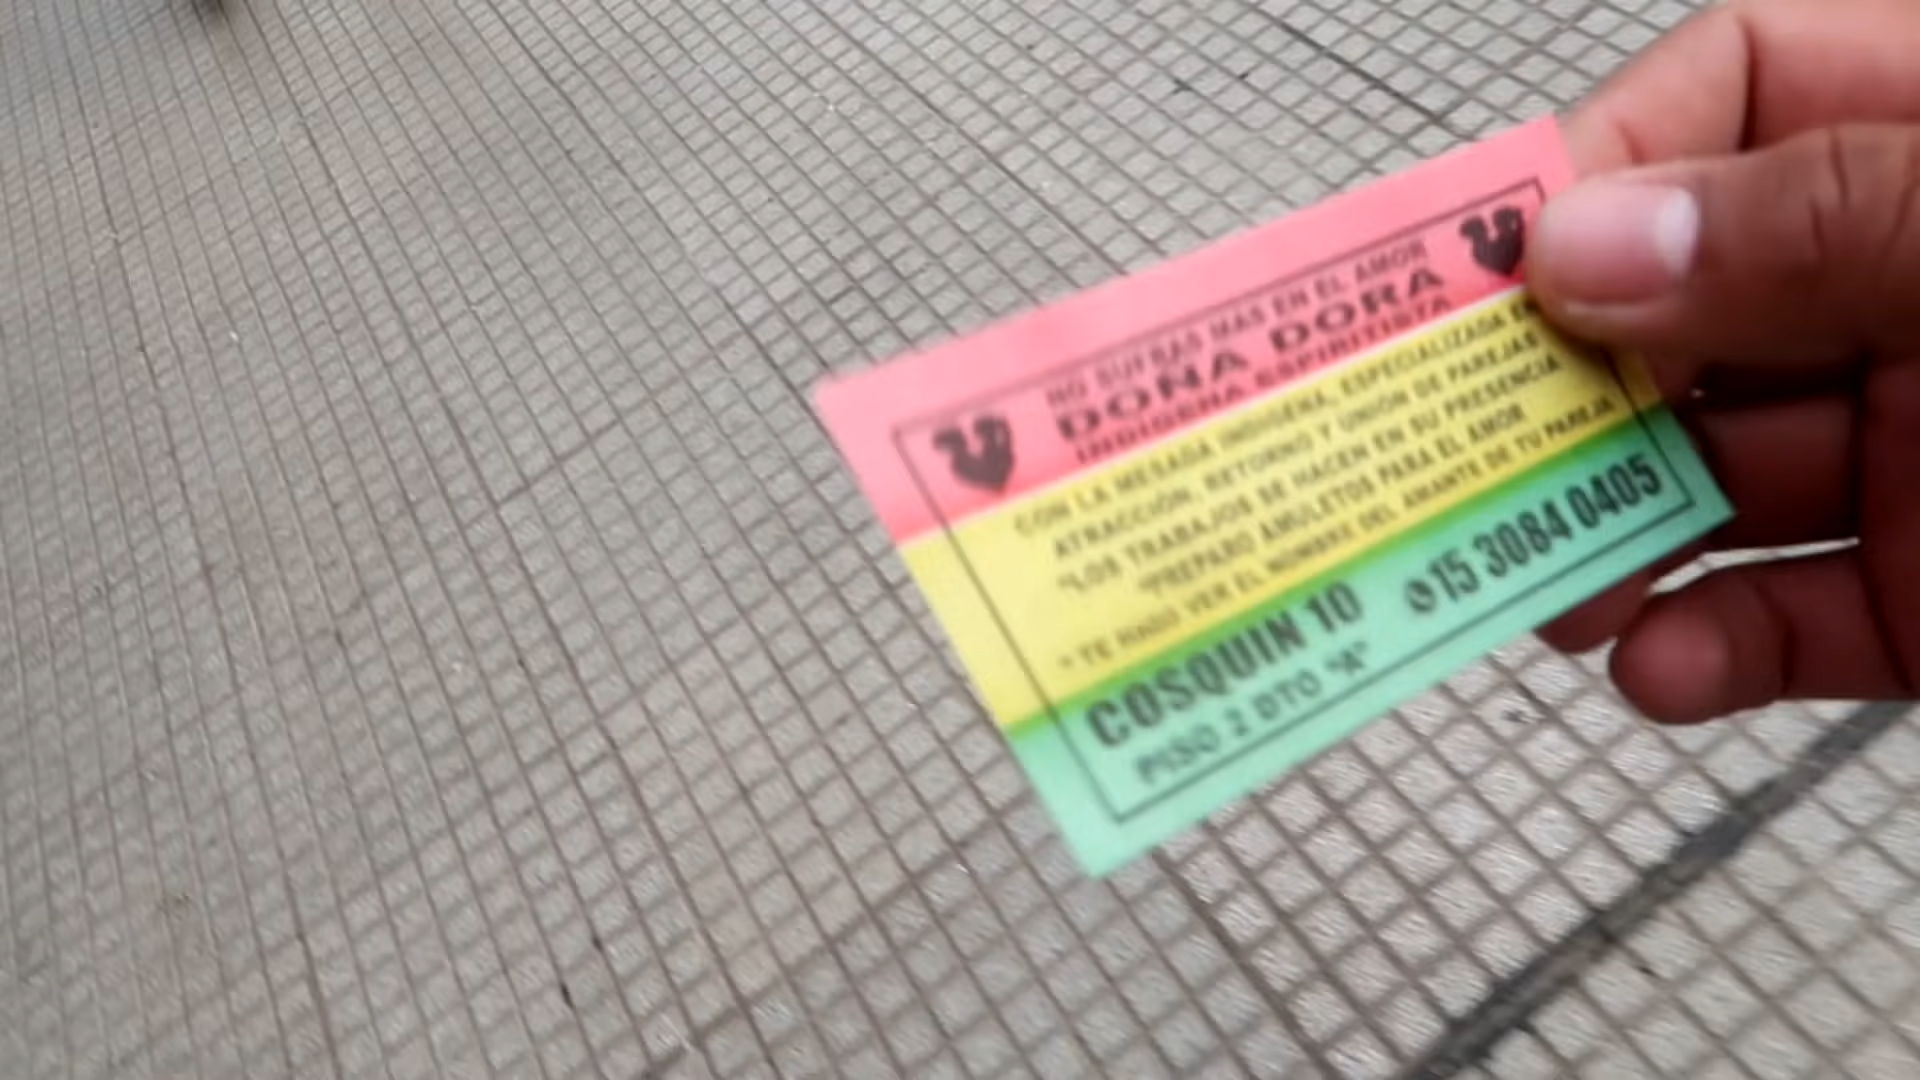 NO SUFRAS MAS EN EL AMOR
DOÑA DORA
INDIGENA ESPIRITISTA
CON LA MESADA INDIGENA, ESPECIALIZADA EN
ATRACCIÓN, RETORNO Y UNIÓN DE PAREJAS
*LOS TRABAJOS SE HACEN EN SU PRESENCIA
*PREPARO AMULETOS PARA EL AMOR
* TE HAGO VER EL NOMBRE DEL AMANTE DE TU PAREJA
COSQUIN 10 15 3084 0405
PISO 2 DTO "A"